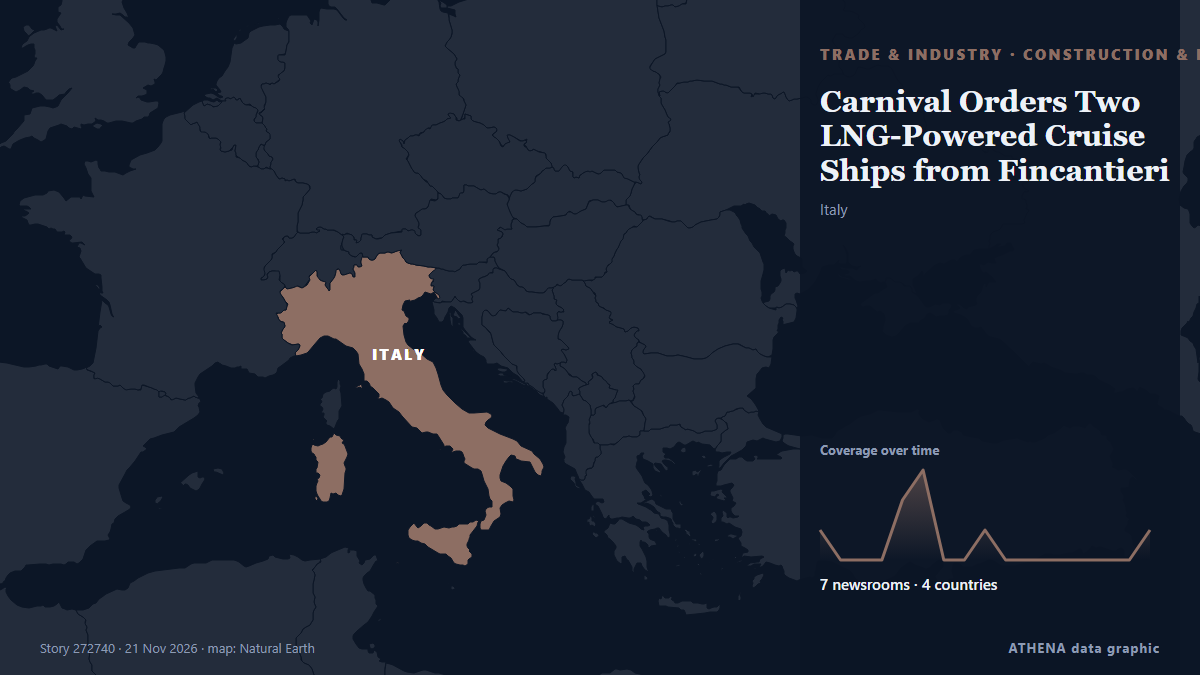 TRADE & INDUSTRY · CONSTRUCTION &
Carnival Orders Two
LNG-Powered Cruise
Ships from Fincantieri
Italy
ITALY
Coverage over time
7 newsrooms · 4 countries
Story 272740 · 21 Nov 2026 · map: Natural Earth
ATHENA data graphic